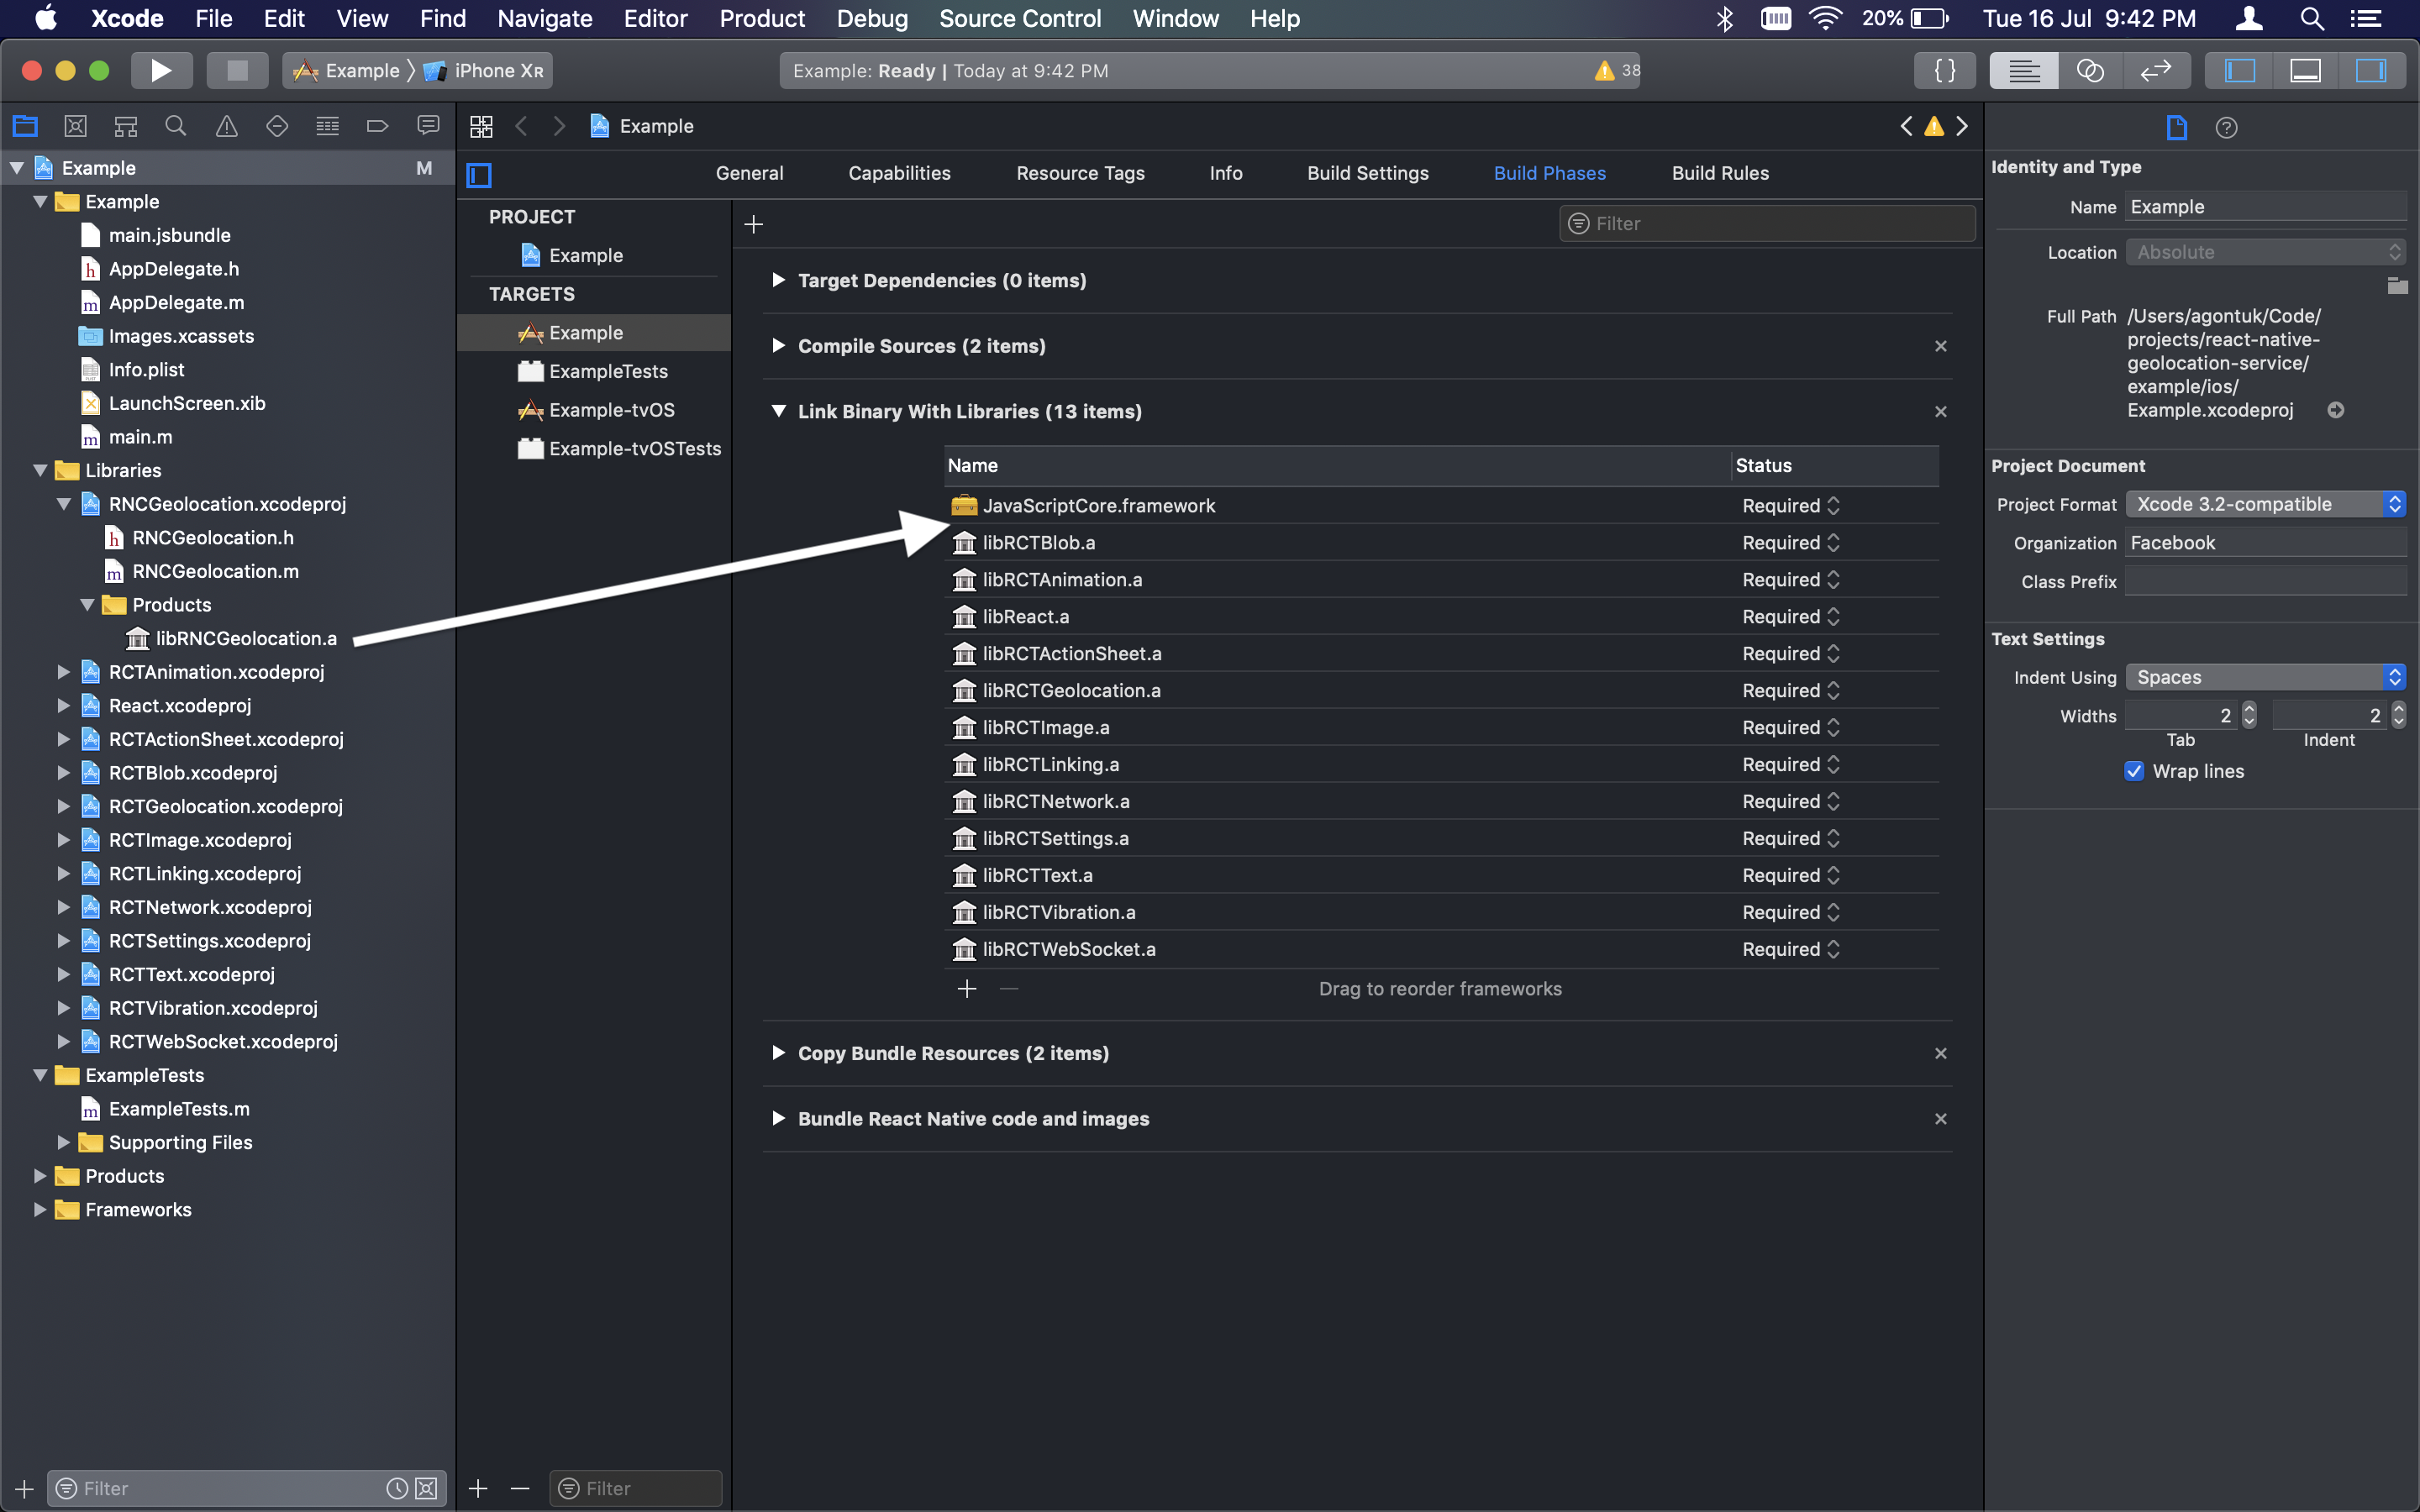 Xcode File Edit View Find Navigate Editor Product Debug Source Control Window Help 20% Tue 16 Jul 9:42 PM
Example iPhone XR Example: Ready | Today at 9:42 PM 38 {}
Example
Example M
Example
main.jsbundle
h AppDelegate.h
m AppDelegate.m
Images.xcassets
Info.plist
LaunchScreen.xib
m main.m
Libraries
RNCGeolocation.xcodeproj
h RNCGeolocation.h
m RNCGeolocation.m
Products
libRNCGeolocation.a
RCTAnimation.xcodeproj
React.xcodeproj
RCTActionSheet.xcodeproj
RCTBlob.xcodeproj
RCTGeolocation.xcodeproj
RCTImage.xcodeproj
RCTLinking.xcodeproj
RCTNetwork.xcodeproj
RCTSettings.xcodeproj
RCTText.xcodeproj
RCTVibration.xcodeproj
RCTWebSocket.xcodeproj
ExampleTests
m ExampleTests.m
Supporting Files
Products
Frameworks
Filter
General Capabilities Resource Tags Info Build Settings Build Phases Build Rules
PROJECT
Example
TARGETS
Example
ExampleTests
Example-tvOS
Example-tvOSTests
Filter
Filter
Target Dependencies (0 items)
Compile Sources (2 items)
Link Binary With Libraries (13 items)
Name Status
JavaScriptCore.framework Required
libRCTBlob.a Required
libRCTAnimation.a Required
libReact.a Required
libRCTActionSheet.a Required
libRCTGeolocation.a Required
libRCTImage.a Required
libRCTLinking.a Required
libRCTNetwork.a Required
libRCTSettings.a Required
libRCTText.a Required
libRCTVibration.a Required
libRCTWebSocket.a Required
Drag to reorder frameworks
Copy Bundle Resources (2 items)
Bundle React Native code and images
Identity and Type
Name Example
Location Absolute
Full Path /Users/agontuk/Code/
projects/react-native-
geolocation-service/
example/ios/
Example.xcodeproj
Project Document
Project Format Xcode 3.2-compatible
Organization Facebook
Class Prefix
Text Settings
Indent Using Spaces
Widths 2 2
Tab Indent
Wrap lines